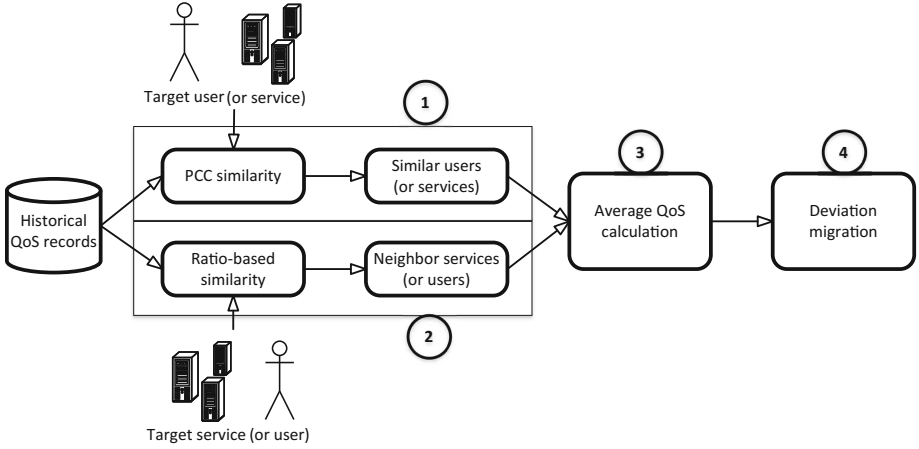 Target user (or service)
1
PCC similarity
Similar users
(or services)
Historical
QoS records
Ratio-based
similarity
Neighbor services
(or users)
2
Target service (or user)
3
Average QoS
calculation
4
Deviation
migration